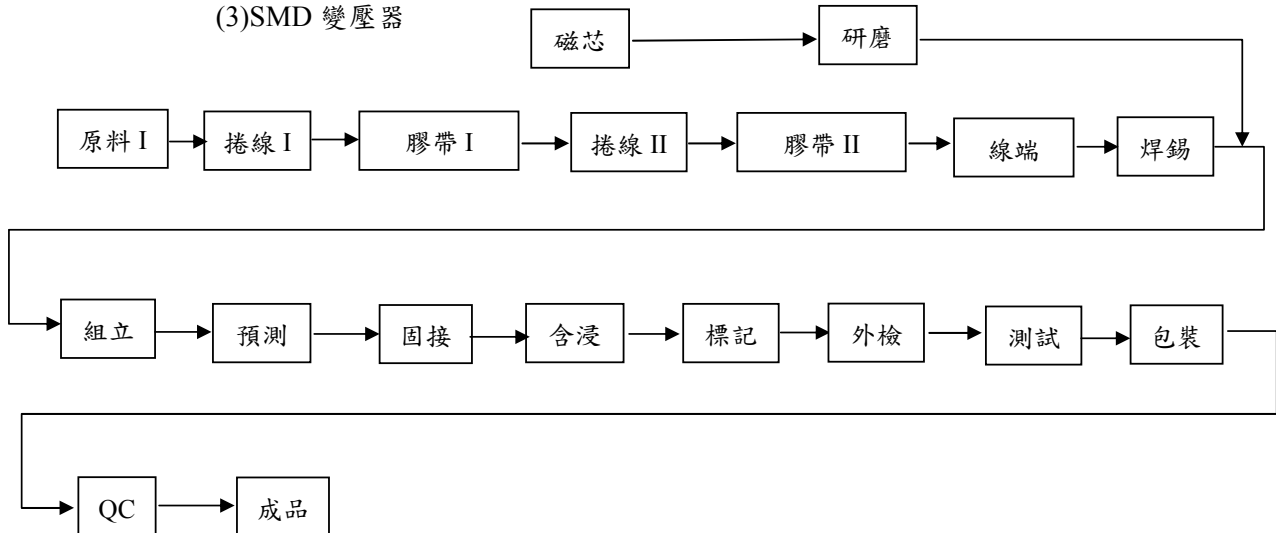 (3)SMD 變壓器
磁芯 研磨
原料 I 捲線 I 膠帶 I 捲線 II 膠帶 II 線端 焊錫
組立 預測 固接 含浸 標記 外檢 測試 包裝
QC 成品